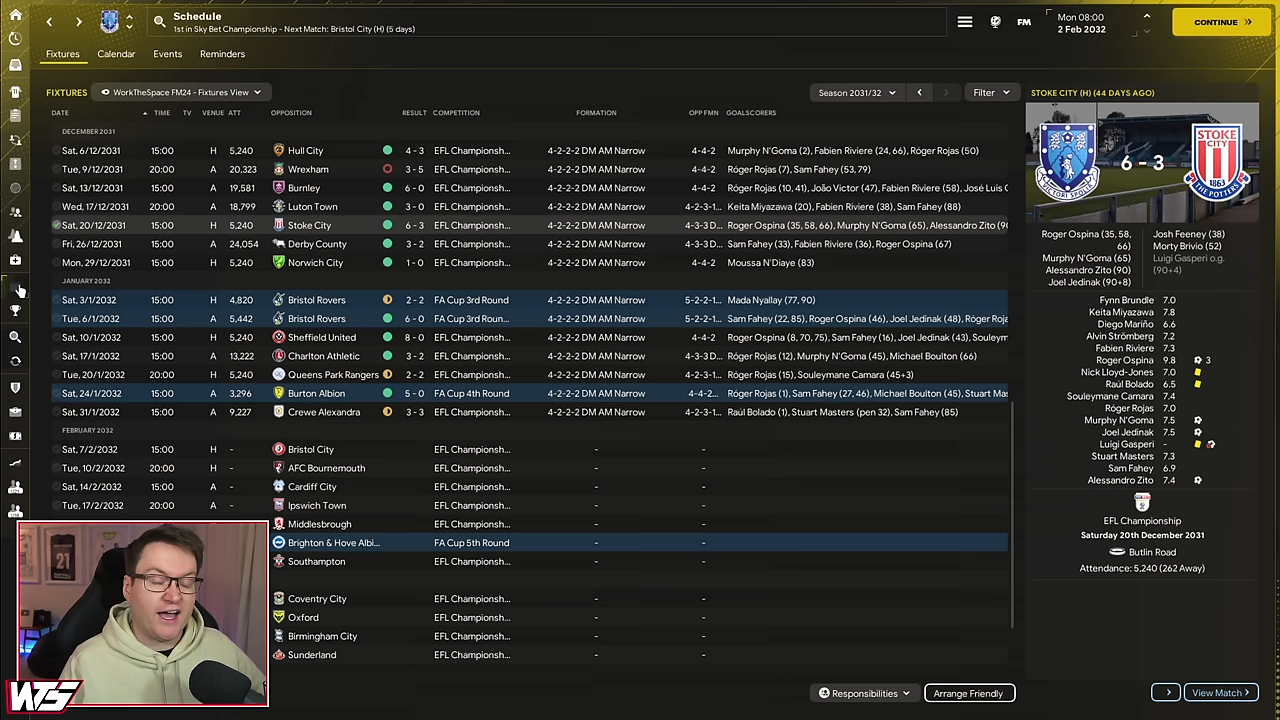 Schedule
1st in Sky Bet Championship - Next Match: Bristol City (H) (5 days)
FM
Mon 08:00
2 Feb 2032
CONTINUE
Fixtures Calendar Events Reminders
FIXTURES WorkTheSpace FM24 - Fixtures View Season 2031/32 Filter
DATE TIME TV VENUE ATT OPPOSITION RESULT COMPETITION FORMATION OPP FMN GOALSCORERS
DECEMBER 2031
Sat, 6/12/2031 15:00 H 5,240 Hull City 4-3 EFL Championsh... 4-2-2-2 DM AM Narrow 4-4-2 Murphy N'Goma (2), Fabien Riviere (24, 66), Róger Rojas (50)
Tue, 9/12/2031 20:00 A 20,323 Wrexham 3-5 EFL Championsh... 4-2-2-2 DM AM Narrow 4-4-2 Róger Rojas (7), Sam Fahey (53, 79)
Sat, 13/12/2031 15:00 A 19,581 Burnley 6-0 EFL Championsh... 4-2-2-2 DM AM Narrow 4-4-2 Róger Rojas (10, 41), João Victor (47), Fabien Riviere (58), José Luis G
Wed, 17/12/2031 20:00 A 18,799 Luton Town 3-0 EFL Championsh... 4-2-2-2 DM AM Narrow 4-2-3-1... Keita Miyazawa (20), Fabien Riviere (38), Sam Fahey (88)
Sat, 20/12/2031 15:00 H 5,240 Stoke City 6-3 EFL Championsh... 4-2-2-2 DM AM Narrow 4-3-3 D... Roger Ospina (35, 58, 66), Murphy N'Goma (65), Alessandro Zito (90
Fri, 26/12/2031 15:00 A 24,054 Derby County 3-2 EFL Championsh... 4-2-2-2 DM AM Narrow 4-3-3 D... Sam Fahey (33), Fabien Riviere (36), Roger Ospina (67)
Mon, 29/12/2031 15:00 H 5,240 Norwich City 1-0 EFL Championsh... 4-2-2-2 DM AM Narrow 4-4-2 Moussa N'Diaye (83)
JANUARY 2032
Sat, 3/1/2032 15:00 H 4,820 Bristol Rovers 2-2 FA Cup 3rd Round 4-2-2-2 DM AM Narrow 5-2-2-1... Mada Nyallay (77, 90)
Tue, 6/1/2032 15:00 A 5,442 Bristol Rovers 6-0 FA Cup 3rd Roun... 4-2-2-2 DM AM Narrow 5-2-2-1... Sam Fahey (22, 85), Roger Ospina (46), Joel Jedinak (48), Róger Roja
Sat, 10/1/2032 15:00 H 5,240 Sheffield United 8-0 EFL Championsh... 4-2-2-2 DM AM Narrow 4-4-2 Roger Ospina (8, 70, 75), Sam Fahey (16), Joel Jedinak (43), Souleym
Sat, 17/1/2032 15:00 A 13,222 Charlton Athletic 3-2 EFL Championsh... 4-2-2-2 DM AM Narrow 4-3-3 D... Róger Rojas (12), Murphy N'Goma (45), Michael Boulton (66)
Tue, 20/1/2032 15:00 H 5,240 Queens Park Rangers 2-2 EFL Championsh... 4-2-2-2 DM AM Narrow 4-2-3-1... Róger Rojas (15), Souleymane Camara (45+3)
Sat, 24/1/2032 15:00 A 3,296 Burton Albion 5-0 FA Cup 4th Round 4-2-2-2 DM AM Narrow 4-4-2... Róger Rojas (1), Sam Fahey (27, 46), Michael Boulton (45), Stuart Mas
Sat, 31/1/2032 15:00 A 9,227 Crewe Alexandra 3-3 EFL Championsh... 4-2-2-2 DM AM Narrow 4-2-3-1... Raúl Bolado (1), Stuart Masters (pen 32), Sam Fahey (85)
FEBRUARY 2032
Sat, 7/2/2032 15:00 H - Bristol City EFL Championsh... - -
Tue, 10/2/2032 20:00 H - AFC Bournemouth EFL Championsh... - -
Sat, 14/2/2032 15:00 A - Cardiff City EFL Championsh... - -
Tue, 17/2/2032 20:00 A - Ipswich Town EFL Championsh... - -
Middlesbrough EFL Championsh... - -
Brighton & Hove Albi... FA Cup 5th Round - -
Southampton EFL Championsh... - -
Coventry City EFL Championsh... - -
Oxford EFL Championsh... - -
Birmingham City EFL Championsh... - -
Sunderland EFL Championsh... - -
Responsibilities Arrange Friendly
STOKE CITY (H) (44 DAYS AGO)
6 - 3
STOKE CITY
1863
THE POTTERS
Roger Ospina (35, 58, 66)
Murphy N'Goma (65)
Alessandro Zito (90)
Joel Jedinak (90+8)
Josh Feeney (38)
Morty Brivio (52)
Luigi Gasperi o.g. (90+4)
Fynn Brundle 7.0
Keita Miyazawa 7.8
Diego Mariño 6.6
Alvin Strömberg 7.2
Fabien Riviere 7.3
Roger Ospina 9.8 3
Nick Lloyd-Jones 7.0
Raúl Bolado 6.5
Souleymane Camara 7.4
Róger Rojas 7.0
Murphy N'Goma 7.5
Joel Jedinak 7.5
Luigi Gasperi -
Stuart Masters 7.3
Sam Fahey 6.9
Alessandro Zito 7.4
EFL Championship
Saturday 20th December 2031
Butlin Road
Attendance: 5,240 (262 Away)
View Match
21
WTS